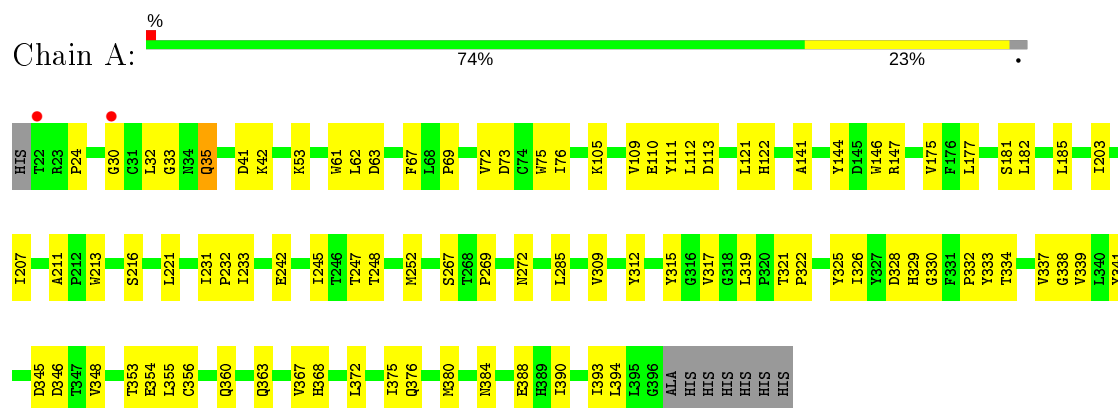 %
Chain A:
74% 23% •
HIS T22 R23 P24 G30 C31 L32 G33 N34 Q35 D41 K42 K53 W61 L62 D63 F67 L68 P69 V72 D73 C74 W75 I76 K105 V109 E110 Y111 L112 D113 L121 H122 A141 Y144 D145 W146 R147 V175 F176 L177 S181 L182 L185 I203
I207 A211 P212 W213 S216 L221 I231 P232 I233 E242 I245 T246 T247 T248 M252 S267 T268 P269 N272 L285 V309 Y312 Y315 G316 V317 G318 L319 P320 T321 P322 Y325 I326 Y327 D328 H329 G330 F331 P332 Y333 T334 V337 G338 V339 L340 Y341
D345 D346 T347 V348 T353 E354 L355 C356 Q360 Q363 V367 H368 L372 I375 Q376 M380 N384 E388 H389 I390 I393 L394 L395 G396 ALA HIS HIS HIS HIS HIS HIS